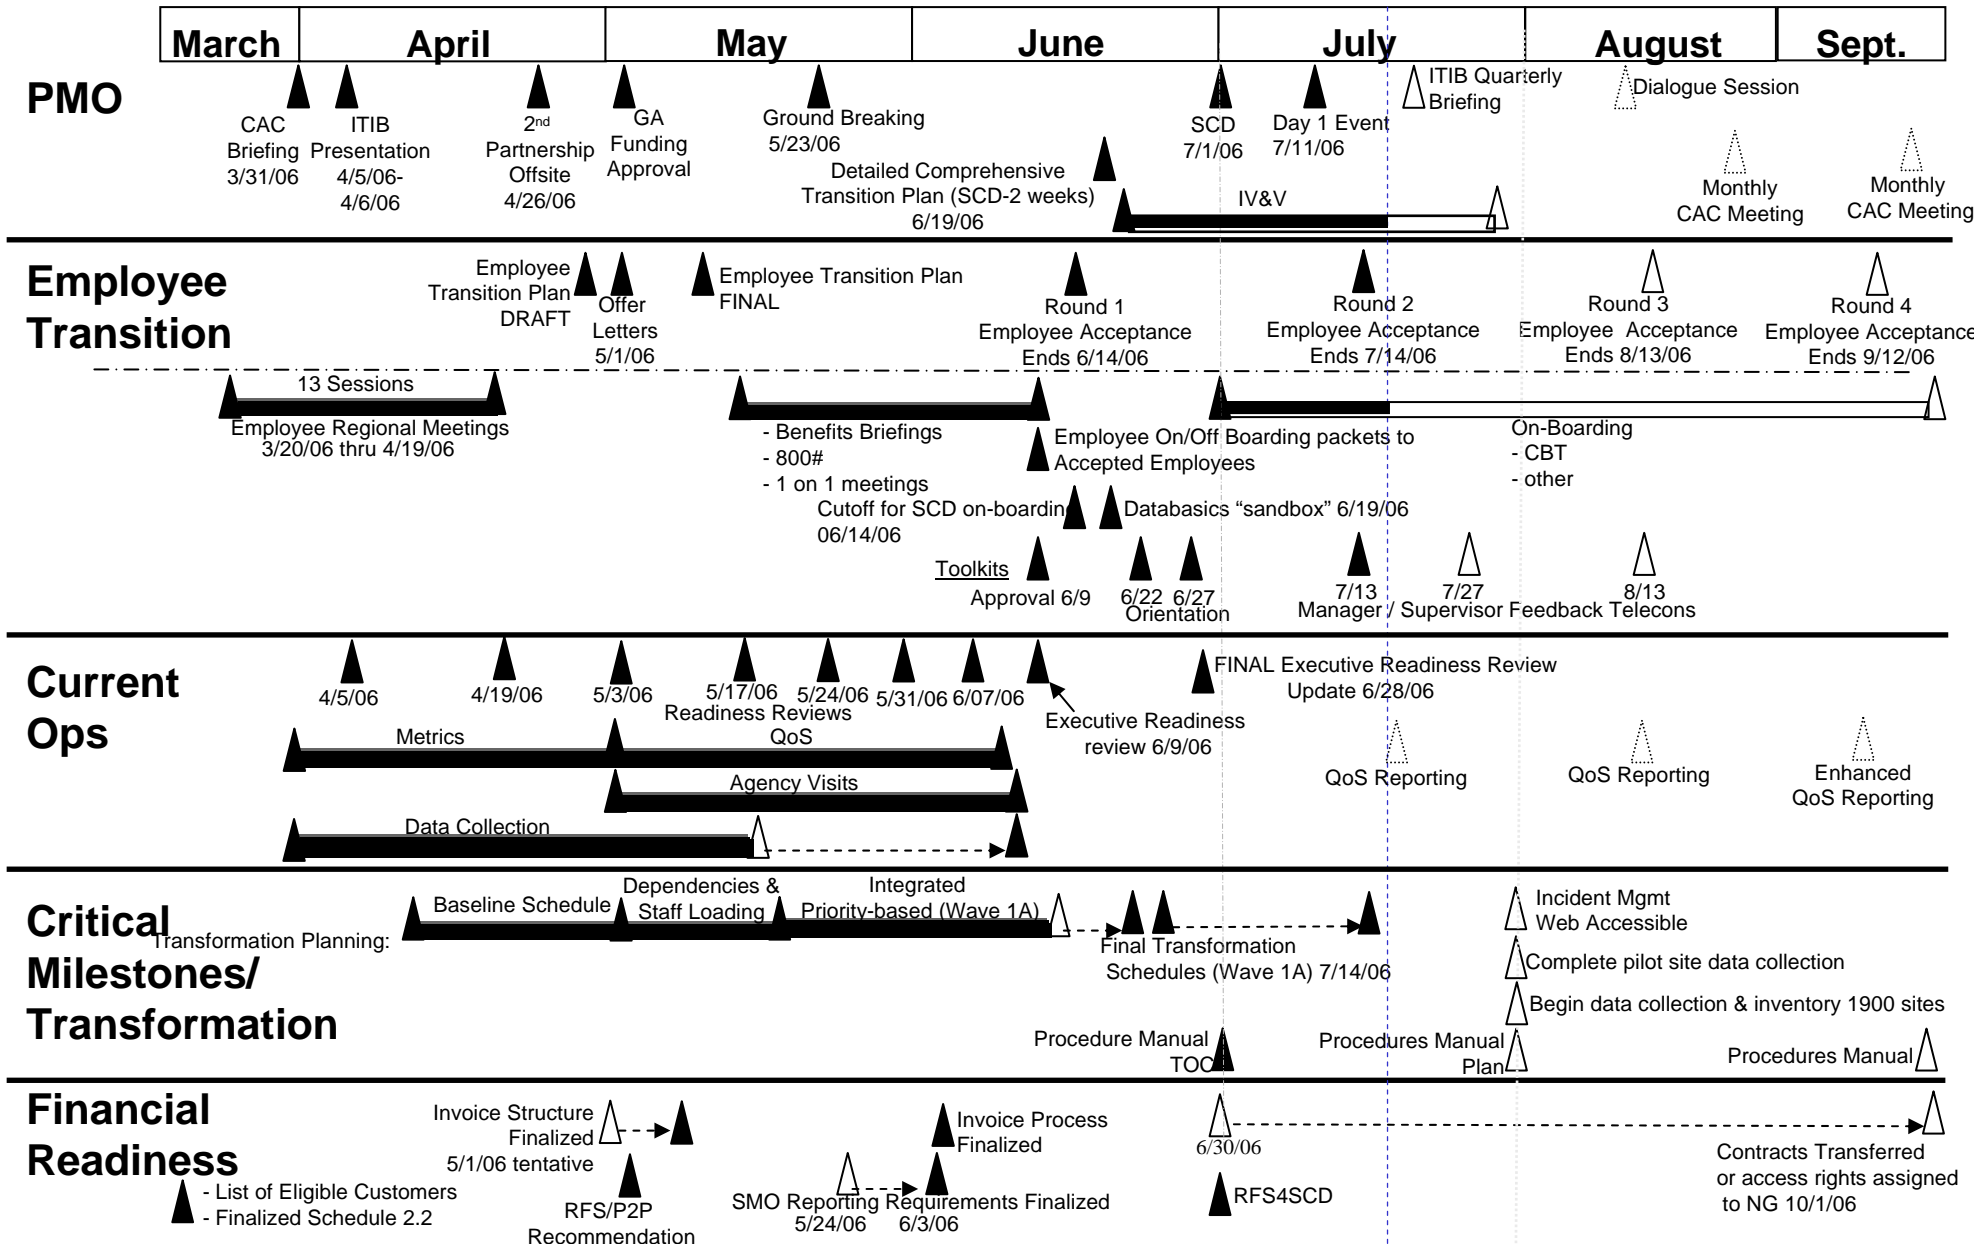 March April May June July August Sept.
PMO
CAC
Briefing
3/31/06
ITIB
Presentation
4/5/06-
4/6/06
2nd
Partnership
Offsite
4/26/06
GA
Funding
Approval
Ground Breaking
5/23/06
Detailed Comprehensive
Transition Plan (SCD-2 weeks)
6/19/06
SCD
7/1/06
Day 1 Event
7/11/06
IV&V
ITIB Quarterly
Briefing
Dialogue Session
Monthly
CAC Meeting
Monthly
CAC Meeting
Employee
Transition
Employee
Transition Plan
DRAFT
Offer
Letters
5/1/06
Employee Transition Plan
FINAL
Round 1
Employee Acceptance
Ends 6/14/06
Round 2
Employee Acceptance
Ends 7/14/06
Round 3
Employee Acceptance
Ends 8/13/06
Round 4
Employee Acceptance
Ends 9/12/06
13 Sessions
Employee Regional Meetings
3/20/06 thru 4/19/06
- Benefits Briefings
- 800#
- 1 on 1 meetings
Employee On/Off Boarding packets to
Accepted Employees
On-Boarding
- CBT
- other
Cutoff for SCD on-boarding
06/14/06
Databasics “sandbox” 6/19/06
Toolkits
Approval 6/9
6/22 6/27
Orientation
7/13 7/27 8/13
Manager / Supervisor Feedback Telecons
Current
Ops
4/5/06 4/19/06 5/3/06 5/17/06 5/24/06 5/31/06 6/07/06
Readiness Reviews
Executive Readiness
review 6/9/06
FINAL Executive Readiness Review
Update 6/28/06
Metrics
QoS
Agency Visits
Data Collection
QoS Reporting
QoS Reporting
Enhanced
QoS Reporting
Critical
Milestones/
Transformation
Transformation Planning:
Baseline Schedule
Dependencies &
Staff Loading
Integrated
Priority-based (Wave 1A)
Final Transformation
Schedules (Wave 1A) 7/14/06
Incident Mgmt
Web Accessible
Complete pilot site data collection
Begin data collection & inventory 1900 sites
Procedure Manual
TOC
Procedures Manual
Plan
Procedures Manual
Financial
Readiness
- List of Eligible Customers
- Finalized Schedule 2.2
Invoice Structure
Finalized
5/1/06 tentative
RFS/P2P
Recommendation
Invoice Process
Finalized
SMO Reporting Requirements Finalized
5/24/06 6/3/06
6/30/06
RFS4SCD
Contracts Transferred
or access rights assigned
to NG 10/1/06